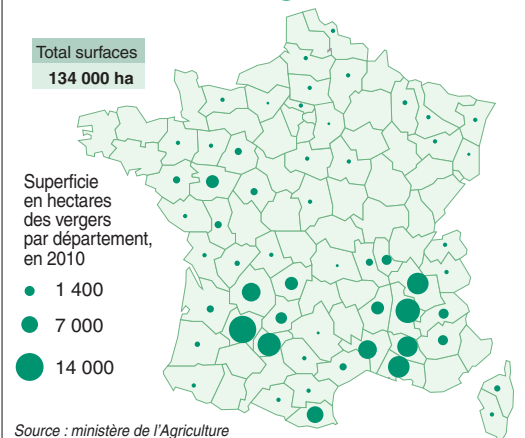 Total surfaces
134 000 ha
Superficie
en hectares
des vergers
par département,
en 2010
1 400
7 000
14 000
Source : ministère de l'Agriculture